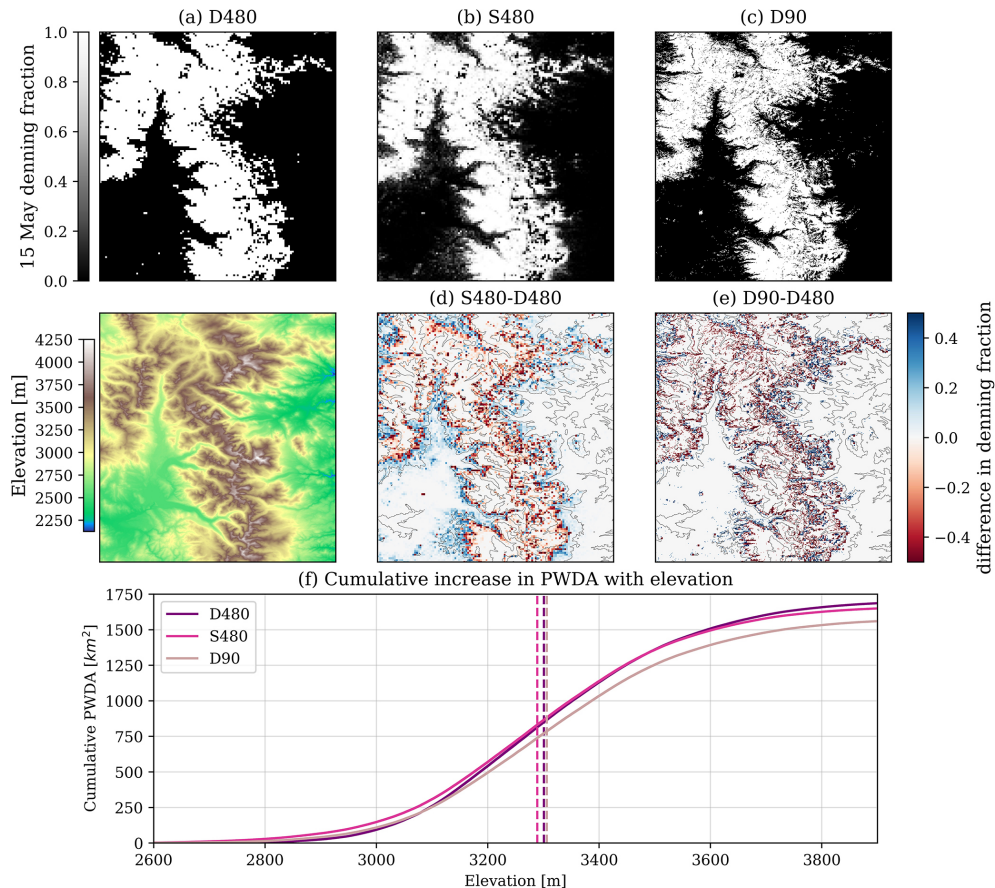 (a) D480
(b) S480
(c) D90
15 May denning fraction
1.0
0.8
0.6
0.4
0.2
0.0
(d) S480-D480
(e) D90-D480
Elevation [m]
4250
4000
3750
3500
3250
3000
2750
2500
2250
0.4
0.2
0.0
−0.2
−0.4
difference in denning fraction
(f) Cumulative increase in PWDA with elevation
Cumulative PWDA [km²]
1750
1500
1250
1000
750
500
250
0
D480
S480
D90
2600 2800 3000 3200 3400 3600 3800
Elevation [m]